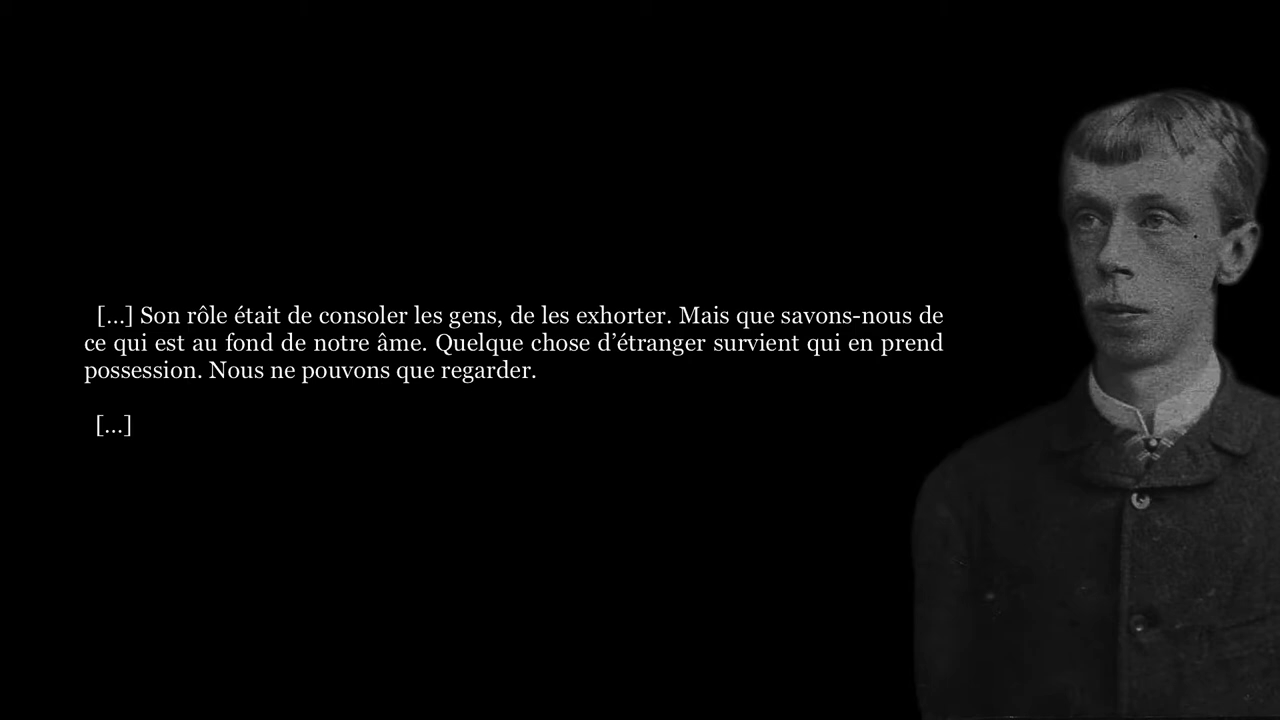 […] Son rôle était de consoler les gens, de les exhorter. Mais que savons-nous de
ce qui est au fond de notre âme. Quelque chose d’étranger survient qui en prend
possession. Nous ne pouvons que regarder.
[…]